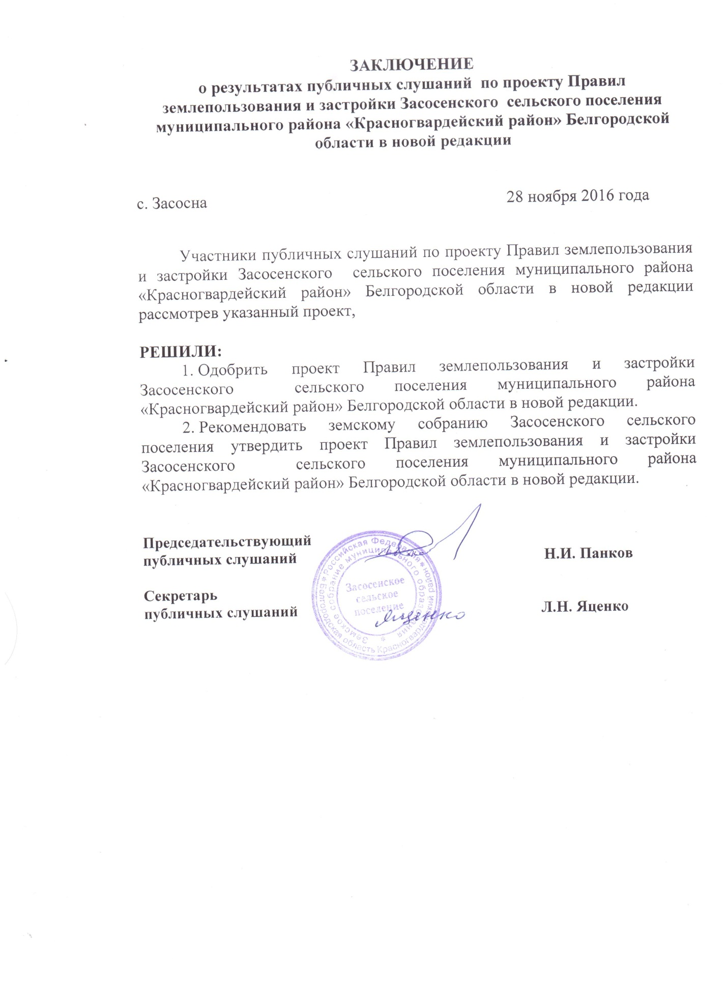 ЗАКЛЮЧЕНИЕ
о результатах публичных слушаний по проекту Правил
землепользования и застройки Засосенского сельского поселения
муниципального района «Красногвардейский район» Белгородской
области в новой редакции
с. Засосна 28 ноября 2016 года
Участники публичных слушаний по проекту Правил землепользования
и застройки Засосенского сельского поселения муниципального района
«Красногвардейский район» Белгородской области в новой редакции
рассмотрев указанный проект,
РЕШИЛИ:
1. Одобрить проект Правил землепользования и застройки
Засосенского сельского поселения муниципального района
«Красногвардейский район» Белгородской области в новой редакции.
2. Рекомендовать земскому собранию Засосенского сельского
поселения утвердить проект Правил землепользования и застройки
Засосенского сельского поселения муниципального района
«Красногвардейский район» Белгородской области в новой редакции.
Председательствующий
публичных слушаний Н.И. Панков
Секретарь
публичных слушаний Л.Н. Яценко
Яценко
Российская Федерация * Белгородская область Красногвардейский район *
Земское собрание муниципального образования *
Засосенское
сельское
поселение